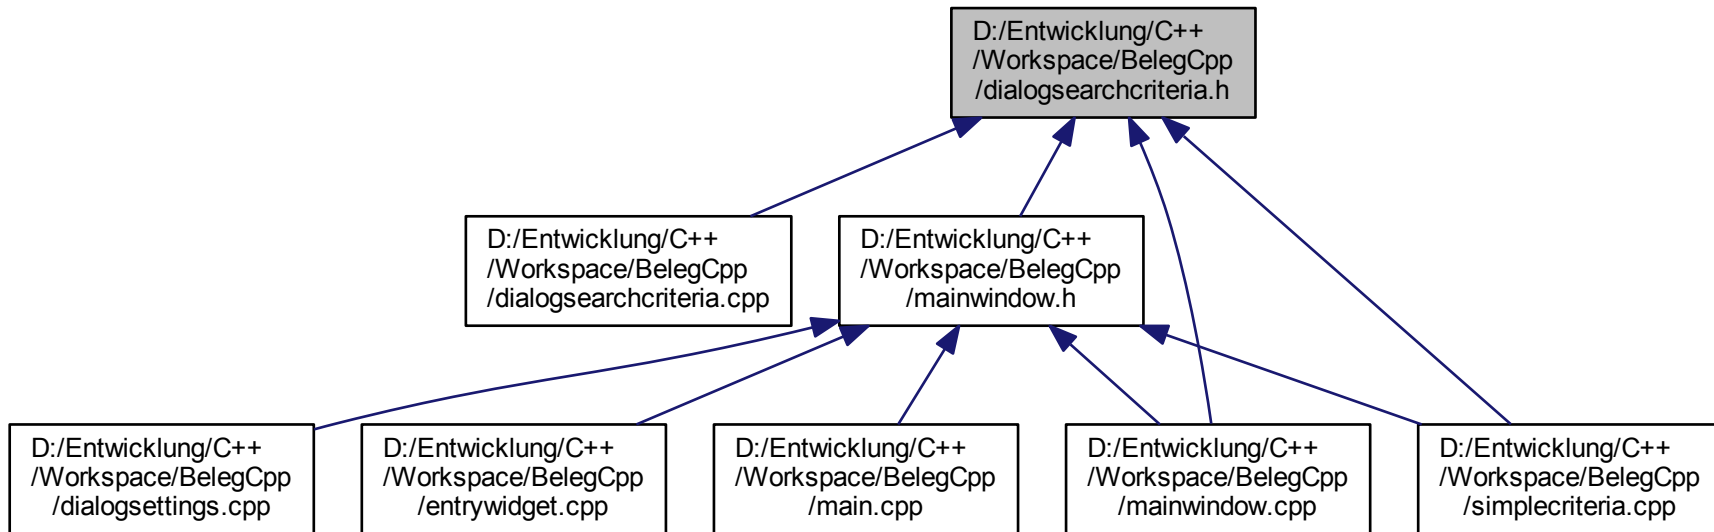 D:/Entwicklung/C++
/Workspace/BelegCpp
/dialogsearchcriteria.h
D:/Entwicklung/C++
/Workspace/BelegCpp
/dialogsearchcriteria.cpp
D:/Entwicklung/C++
/Workspace/BelegCpp
/mainwindow.h
D:/Entwicklung/C++
/Workspace/BelegCpp
/dialogsettings.cpp
D:/Entwicklung/C++
/Workspace/BelegCpp
/entrywidget.cpp
D:/Entwicklung/C++
/Workspace/BelegCpp
/main.cpp
D:/Entwicklung/C++
/Workspace/BelegCpp
/mainwindow.cpp
D:/Entwicklung/C++
/Workspace/BelegCpp
/simplecriteria.cpp